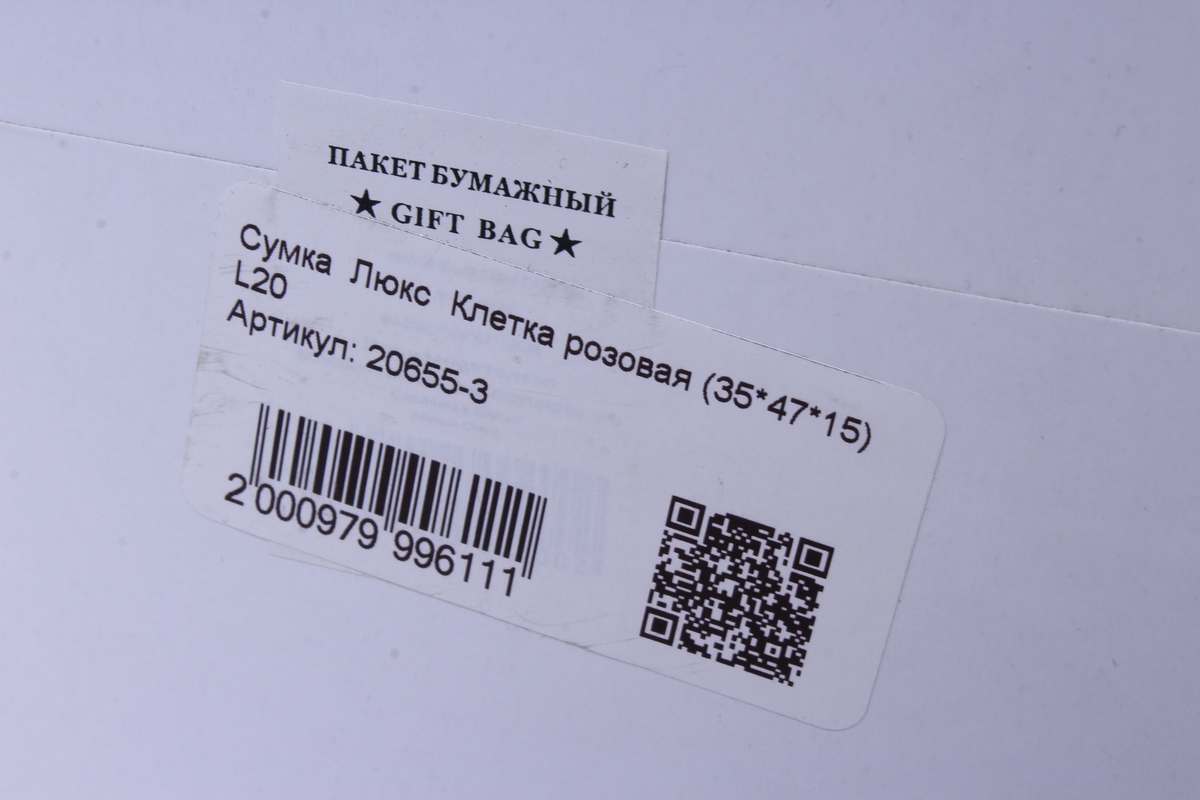 ПАКЕТ БУМАЖНЫЙ
★ GIFT BAG ★
Сумка Люкс Клетка розовая (35*47*15)
L20
Артикул: 20655-3
2 000979 996111